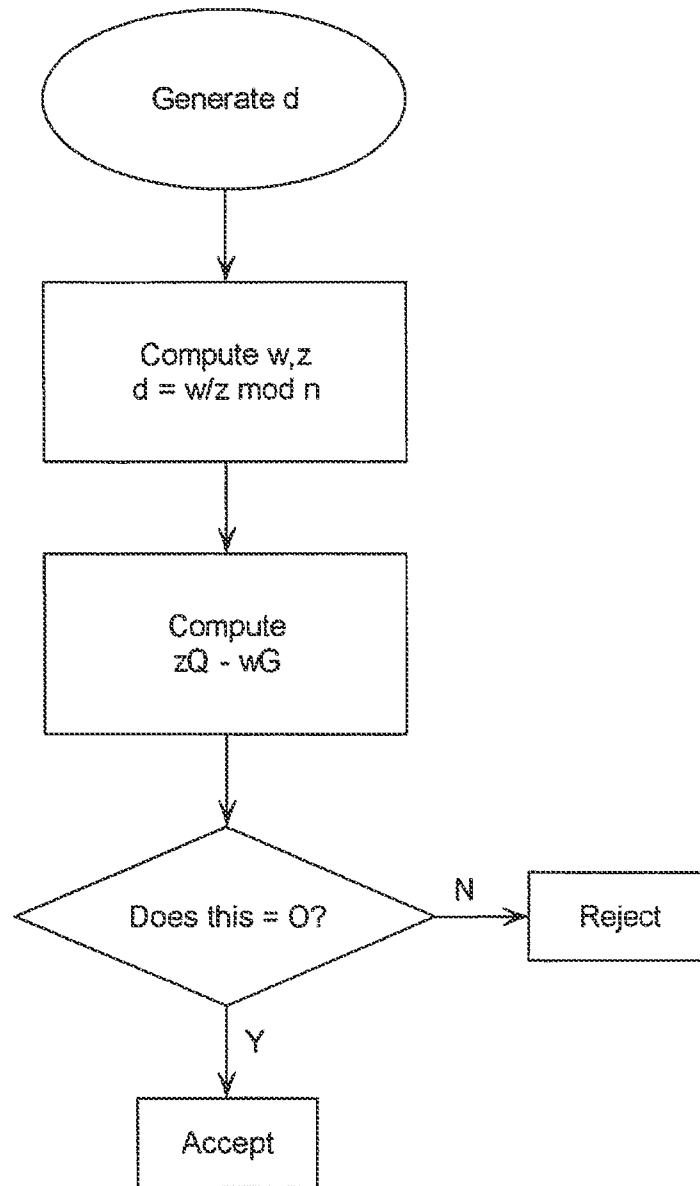 Generate d
Compute w,z
d = w/z mod n
Compute
zQ - wG
Does this = O?
N
Reject
Y
Accept